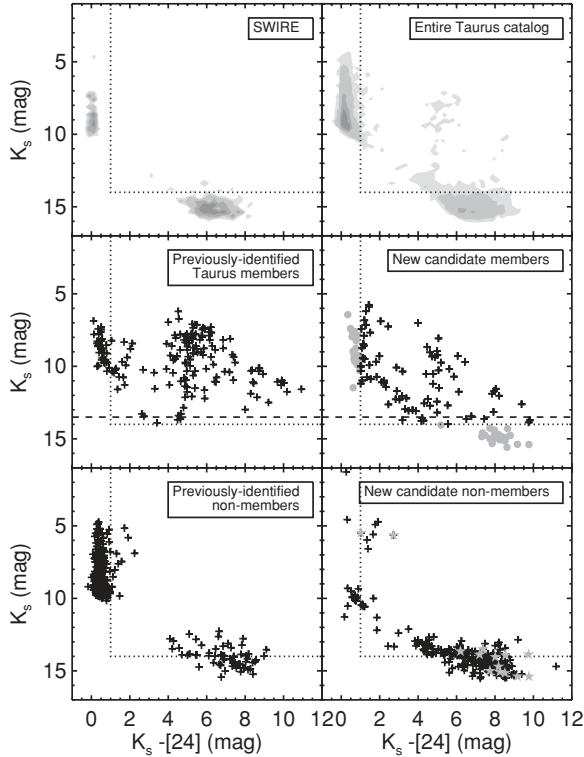 SWIRE
Entire Taurus catalog
5
10
15
K_s (mag)
Previously-identified
Taurus members
New candidate members
5
10
15
K_s (mag)
Previously-identified
non-members
New candidate non-members
5
10
15
K_s (mag)
0 2 4 6 8 10 120 2 4 6 8 10 12
K_s -[24] (mag)
K_s -[24] (mag)